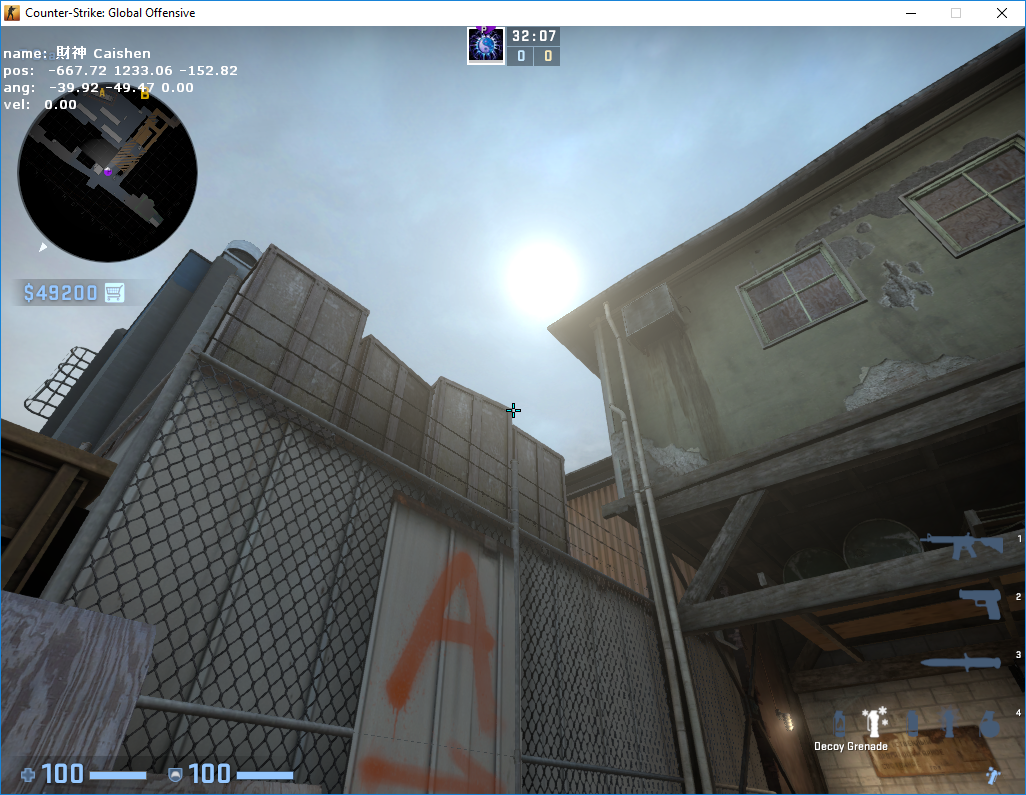 Counter-Strike: Global Offensive
P
32:07
0 0
name: 財神 Caishen
pos: -667.72 1233.06 -152.82
ang: -39.92 -49.47 0.00
vel: 0.00
A B
$49200
A
1
2
3
4
Decoy Grenade
100 100